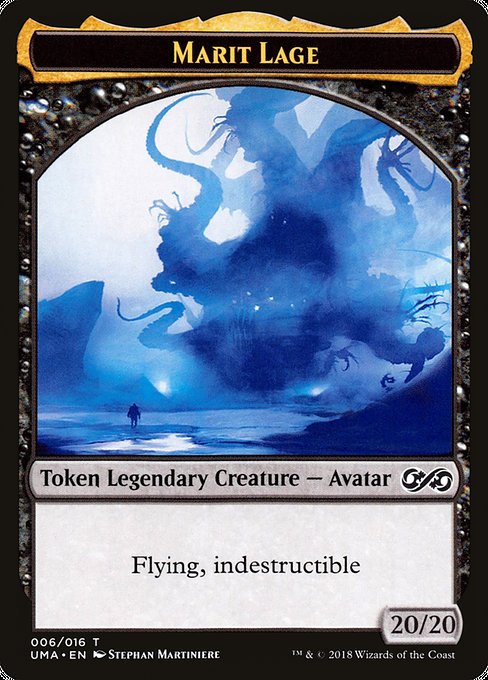 MARIT LAGE
Token Legendary Creature — Avatar
Flying, indestructible
20/20
006/016 T
UMA • EN STEPHAN MARTINIERE
™ & © 2018 Wizards of the Coast